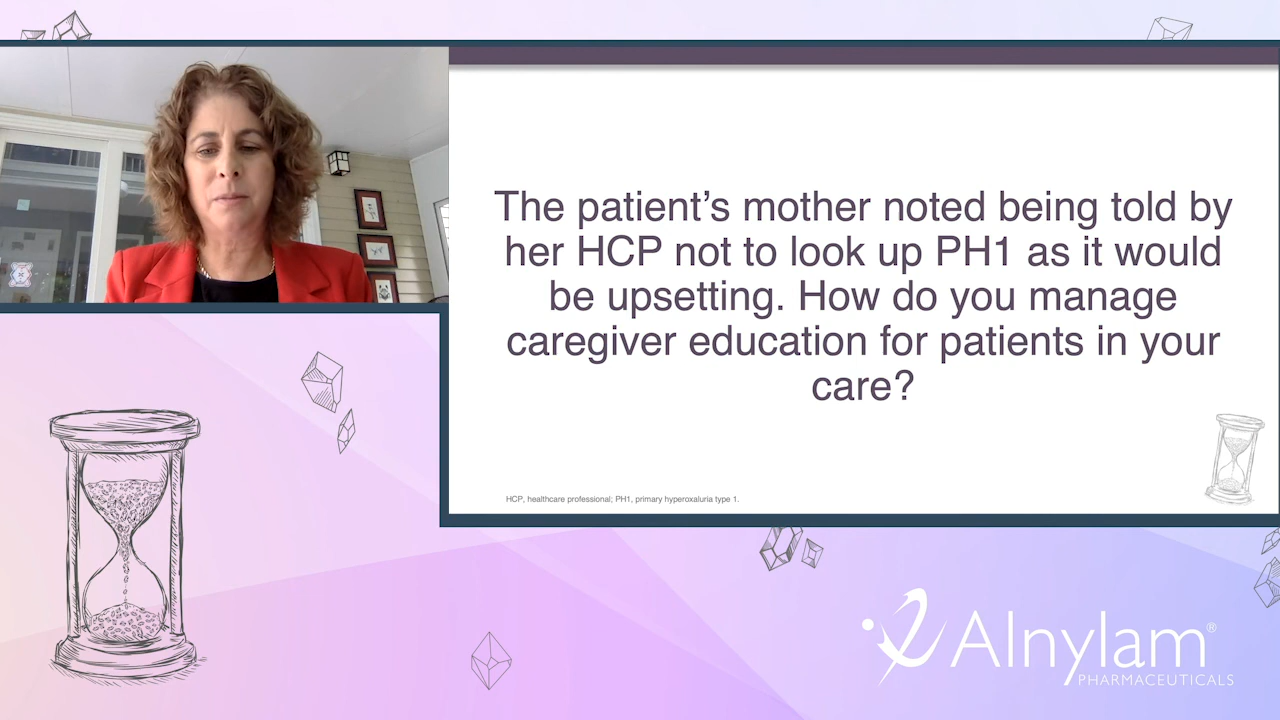 The patient’s mother noted being told by
her HCP not to look up PH1 as it would
be upsetting. How do you manage
caregiver education for patients in your
care?
HCP, healthcare professional; PH1, primary hyperoxaluria type 1.
Alnylam®
PHARMACEUTICALS